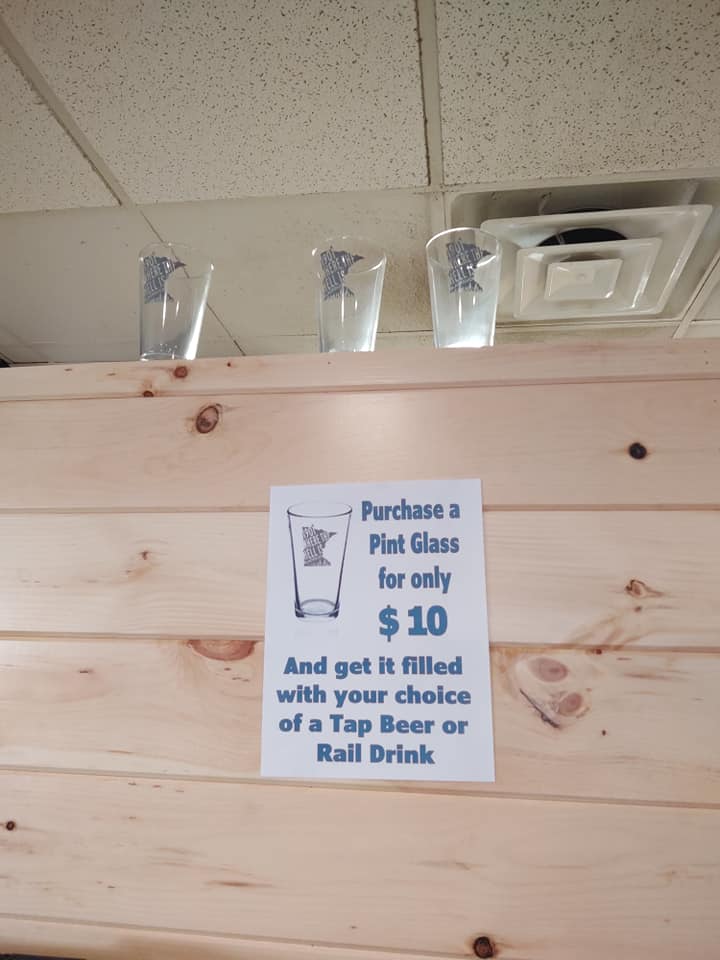 Purchase a
Pint Glass
for only
$ 10
And get it filled
with your choice
of a Tap Beer or
Rail Drink